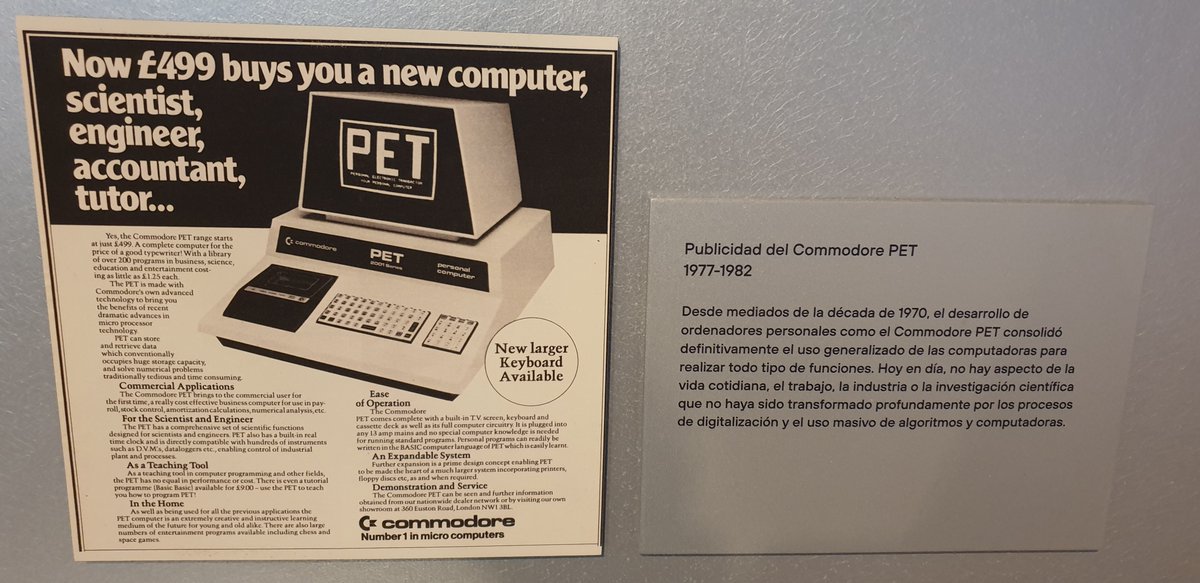 Now £499 buys you a new computer,
scientist,
engineer,
accountant,
tutor...
PET
PERSONAL ELECTRONIC TRANSACTOR
YOUR PERSONAL COMPUTER
commodore
PET
2001 Series
personal
computer
New larger
Keyboard
Available
Yes, the Commodore PET range starts
at just £499. A complete computer for the
price of a good typewriter! With a library
of over 200 programs in business, science,
education and entertainment cost-
ing as little as £1.25 each.
The PET is made with
Commodore's own advanced
technology to bring you
the benefits of recent
dramatic advances in
micro processor
technology.
PET can store
and retrieve data
which conventionally
occupies huge storage capacity,
and solve numerical problems
traditionally tedious and time consuming.
Commercial Applications
The Commodore PET brings to the commercial user for
the first time, a really cost effective business computer for use in pay-
roll, stock control, amortization calculations, numerical analysis, etc.
For the Scientist and Engineer
The PET has a comprehensive set of scientific functions
designed for scientists and engineers. PET also has a built-in real
time clock and is directly compatible with hundreds of instruments
such as D.V.M's, dataloggers etc., enabling control of industrial
plant and processes.
As a Teaching Tool
As a teaching tool in computer programming and other fields,
the PET has no equal in performance or cost. There is even a tutorial
programme (Basic Basic) available for £9.00 – use the PET to teach
you how to program PET!
In the Home
As well as being used for all the previous applications the
PET computer is an extremely creative and instructive learning
medium of the future for young and old alike. There are also large
numbers of entertainment programs available including chess and
space games.
Ease
of Operation
The Commodore
PET comes complete with a built-in T.V. screen, keyboard and
cassette deck as well as its full computer circuitry. It is plugged into
any 13 amp mains and no special computer knowledge is needed
for running standard programs. Personal programs can readily be
written in the BASIC computer language of PET which is easily learnt.
An Expandable System
Further expansion is a prime design concept enabling PET
to be made the heart of a much larger system incorporating printers,
floppy discs etc, as and when required.
Demonstration and Service
The Commodore PET can be seen and further information
obtained from our nationwide dealer network or by visiting our own
showroom at 360 Euston Road, London NW1 3BL.
commodore
Number 1 in micro computers
Publicidad del Commodore PET
1977-1982
Desde mediados de la década de 1970, el desarrollo de
ordenadores personales como el Commodore PET consolidó
definitivamente el uso generalizado de las computadoras para
realizar todo tipo de funciones. Hoy en día, no hay aspecto de la
vida cotidiana, el trabajo, la industria o la investigación científica
que no haya sido transformado profundamente por los procesos
de digitalización y el uso masivo de algoritmos y computadoras.